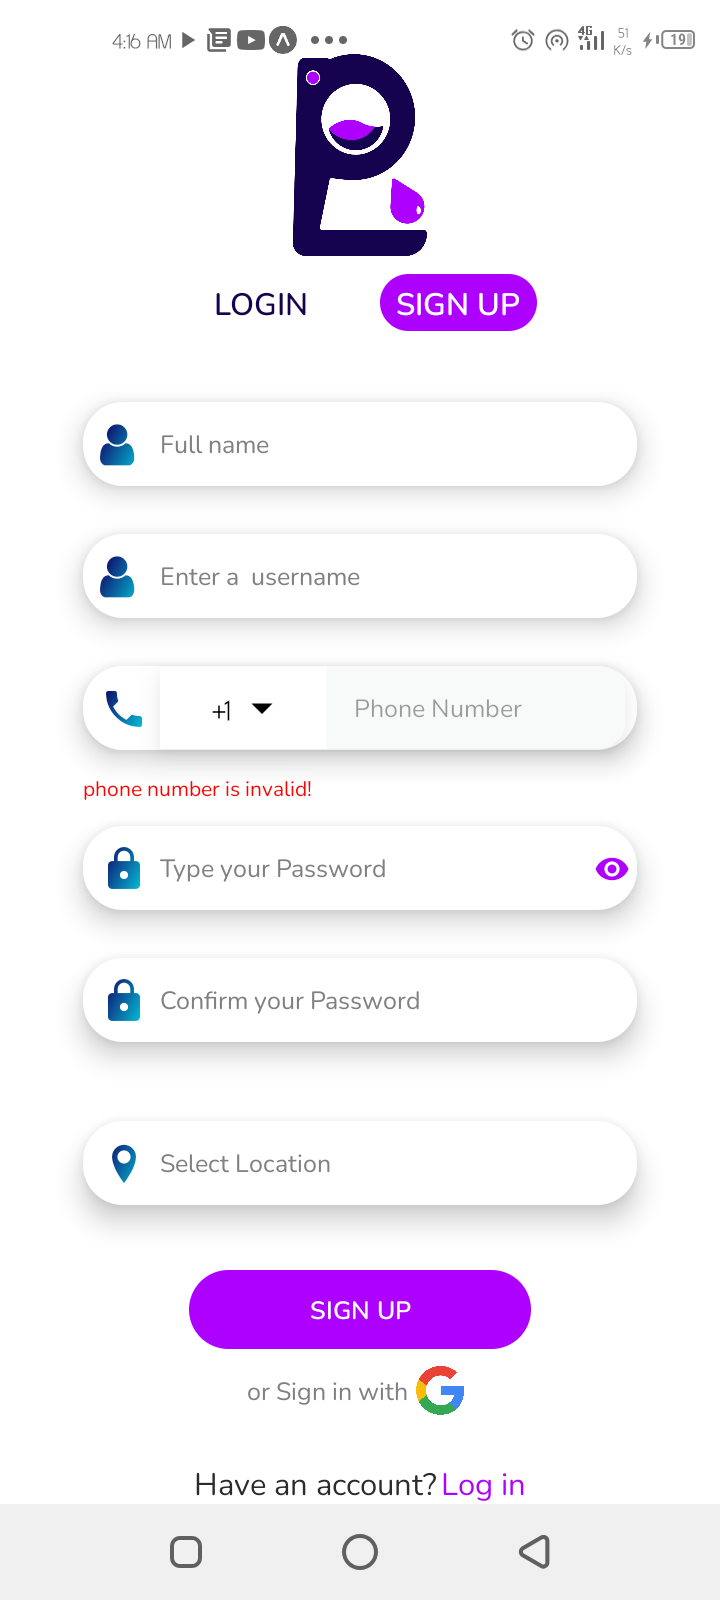 4:16 AM 4G 51 K/s 19
LOGIN SIGN UP
Full name
Enter a  username
+1 Phone Number
phone number is invalid!
Type your Password
Confirm your Password
Select Location
SIGN UP
or Sign in with
Have an account? Log in